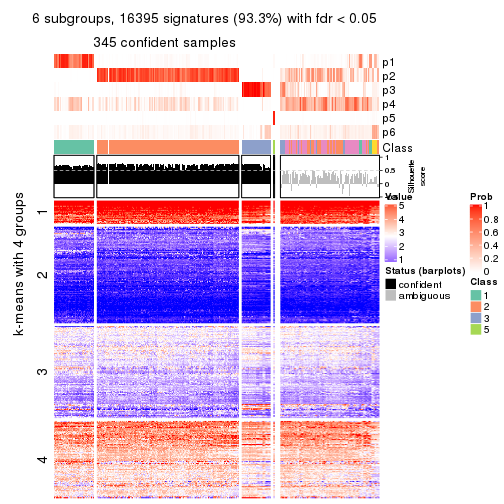 6 subgroups, 16395 signatures (93.3%) with fdr < 0.05
345 confident samples
p1
p2
p3
p4
p5
p6
Class
1
0.5
0
Silhouette
score
k-means with 4 groups
1
2
3
4
Value
5
4
3
2
1
Status (barplots)
confident
ambiguous
Prob
1
0.8
0.6
0.4
0.2
0
Class
1
2
3
5